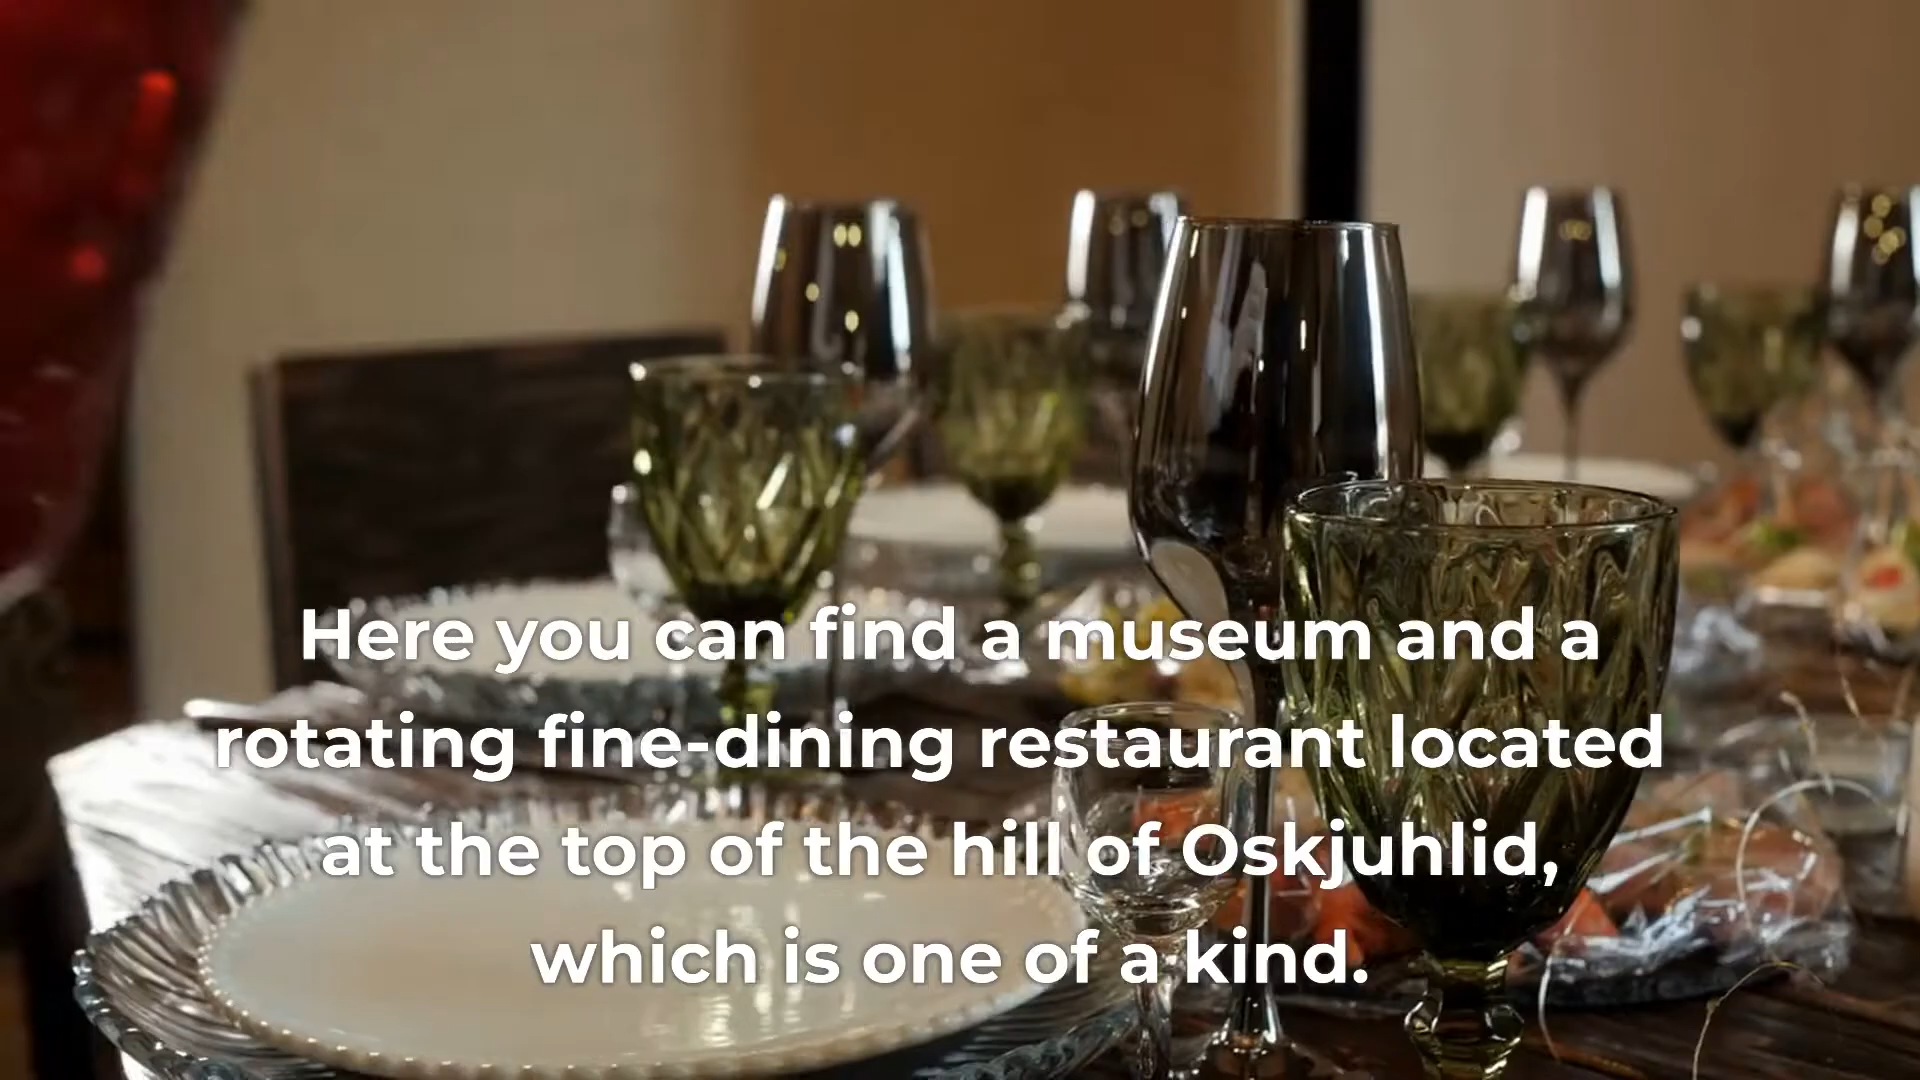 Here you can find a museum and a
rotating fine-dining restaurant located
at the top of the hill of Oskjuhlid,
which is one of a kind.